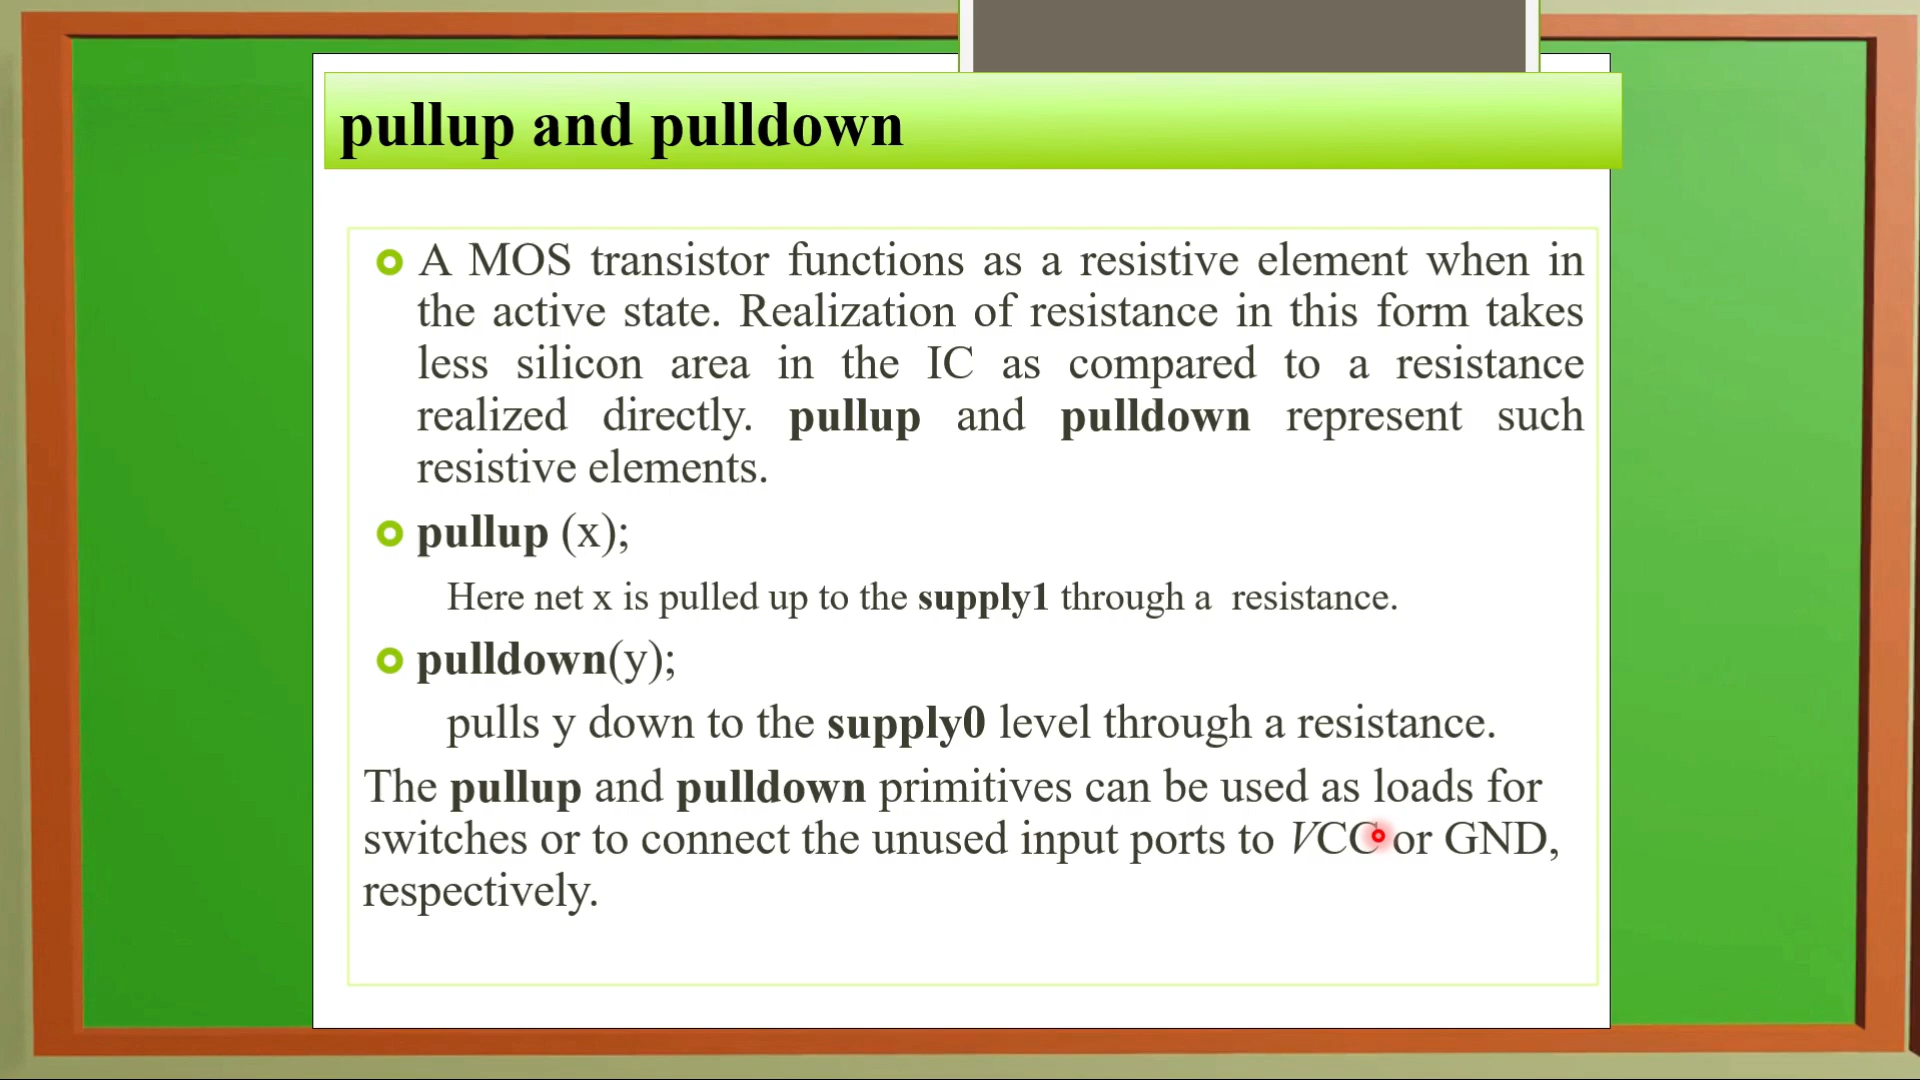 pullup and pulldown
A MOS transistor functions as a resistive element when in
the active state. Realization of resistance in this form takes
less silicon area in the IC as compared to a resistance
realized directly. pullup and pulldown represent such
resistive elements.
pullup (x);
Here net x is pulled up to the supply1 through a resistance.
pulldown(y);
pulls y down to the supply0 level through a resistance.
The pullup and pulldown primitives can be used as loads for
switches or to connect the unused input ports to VCC or GND,
respectively.